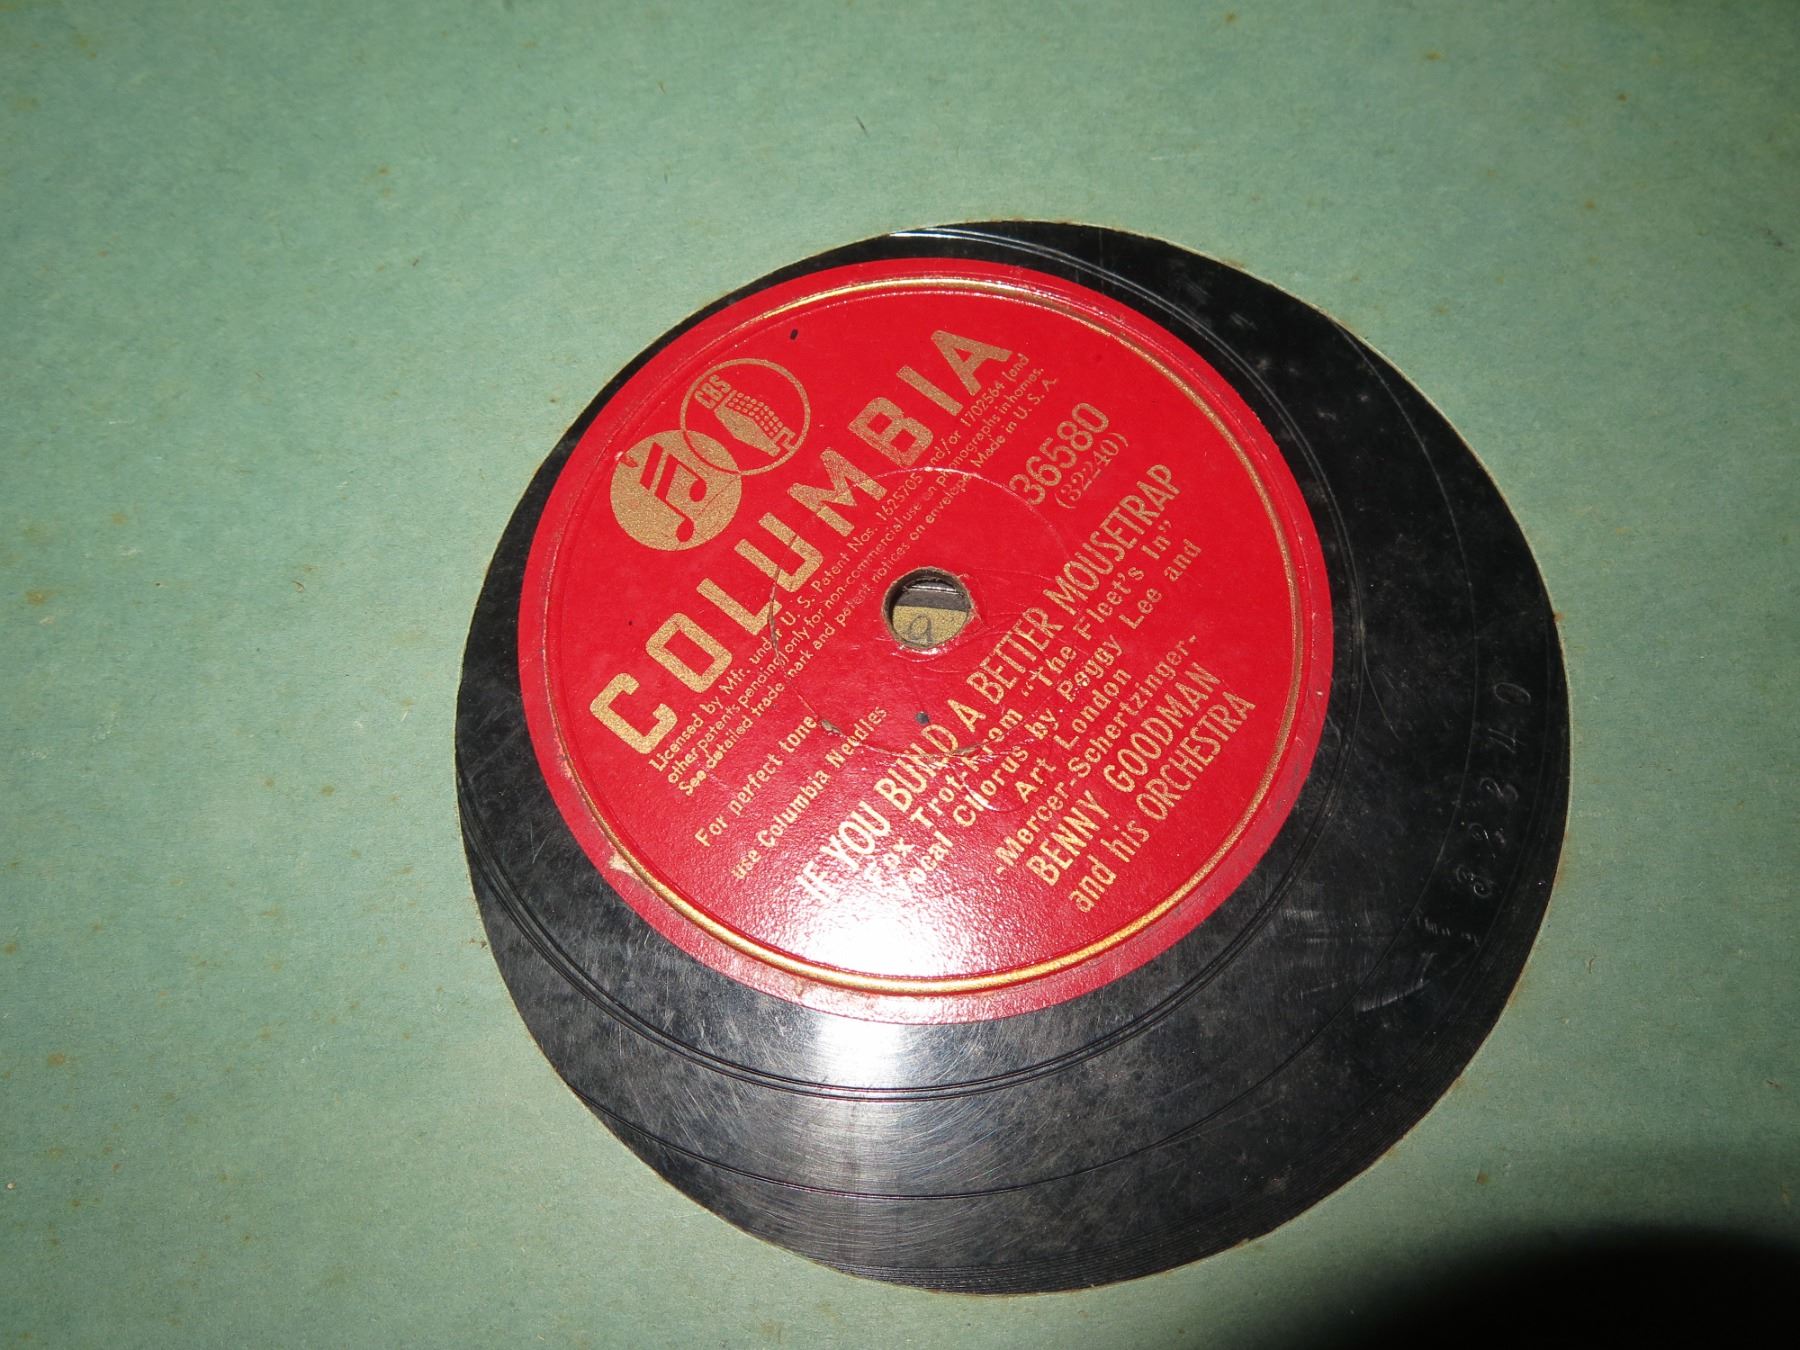 CBS
COLUMBIA
Licensed by Mfr. under U. S. Patent Nos. 1625705 and/or 1702564 (and
other patents pending) only for non-commercial use on phonographs in homes.
See detailed trade mark and patent notices on envelope. Made in U. S. A.
For perfect tone
use Columbia Needles
36580
(32240)
IF YOU BUILD A BETTER MOUSETRAP
Fox Trot-From "The Fleet's In"
Vocal Chorus by Peggy Lee and
Art London
-Mercer-Schertzinger-
BENNY GOODMAN
and his ORCHESTRA
32240